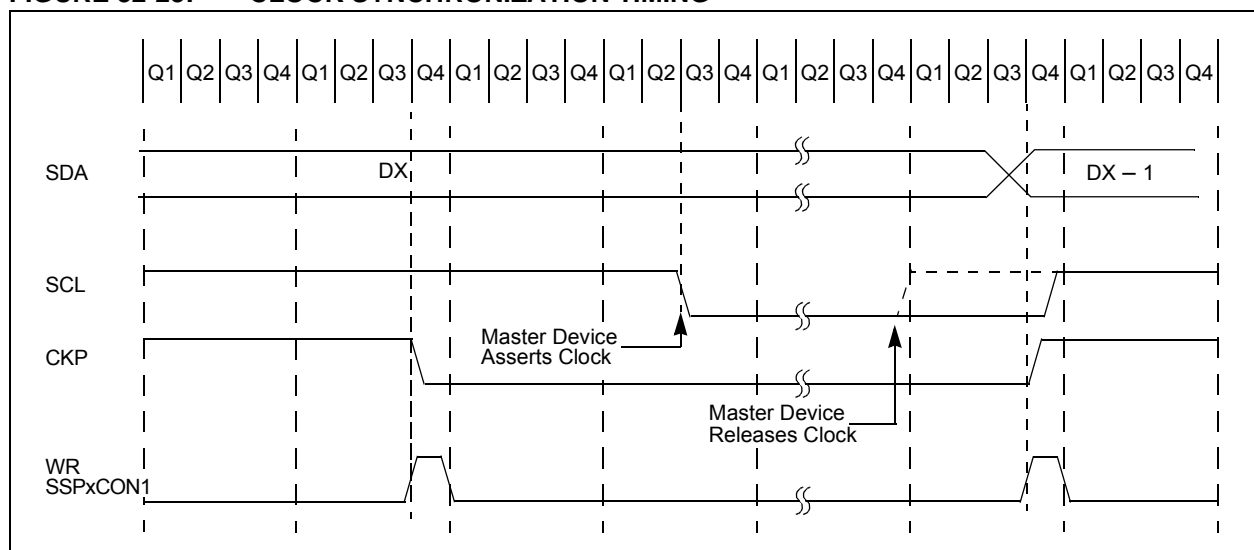 FIGURE CLOCK SYNCHRONIZATION TIMING
Q1 Q2 Q3 Q4 Q1 Q2 Q3 Q4 Q1 Q2 Q3 Q4 Q1 Q2 Q3 Q4 Q1 Q2 Q3 Q4 Q1 Q2 Q3 Q4 Q1 Q2 Q3 Q4
SDA DX DX – 1
SCL
Master Device
Asserts Clock
CKP
Master Device
Releases Clock
WR
SSPxCON1